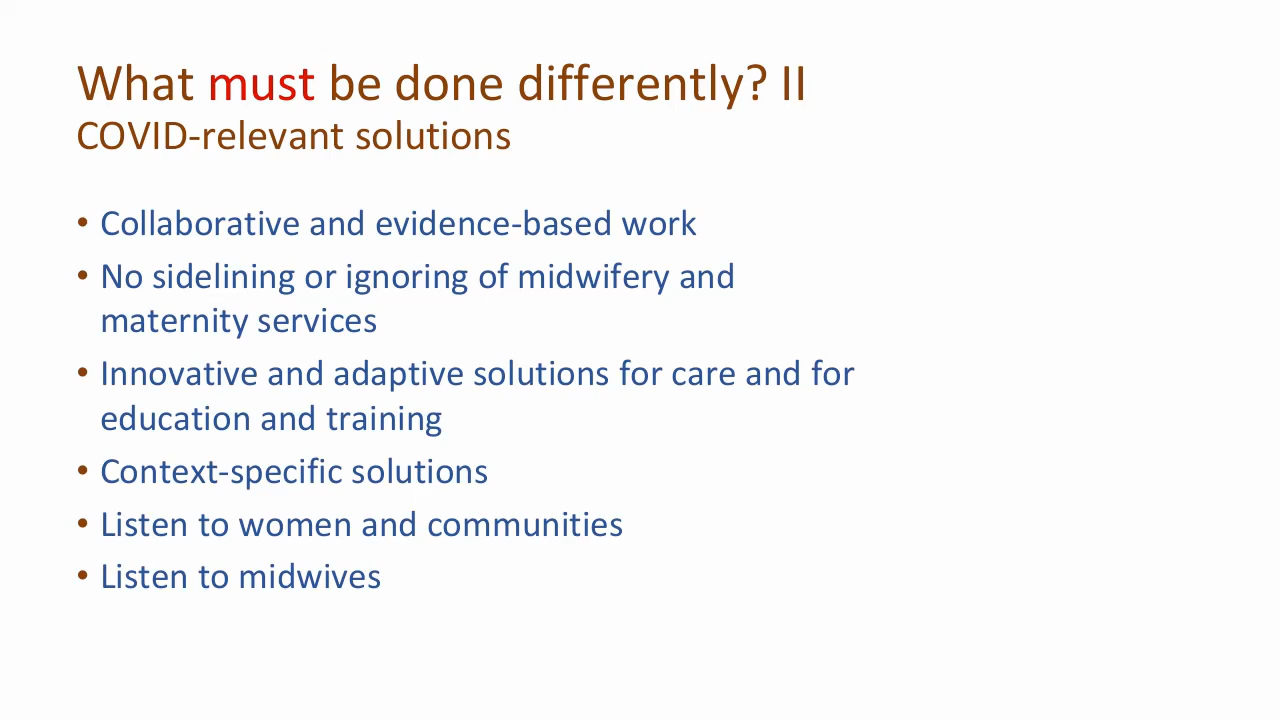 What must be done differently? II
COVID-relevant solutions
• Collaborative and evidence-based work
• No sidelining or ignoring of midwifery and
maternity services
• Innovative and adaptive solutions for care and for
education and training
• Context-specific solutions
• Listen to women and communities
• Listen to midwives